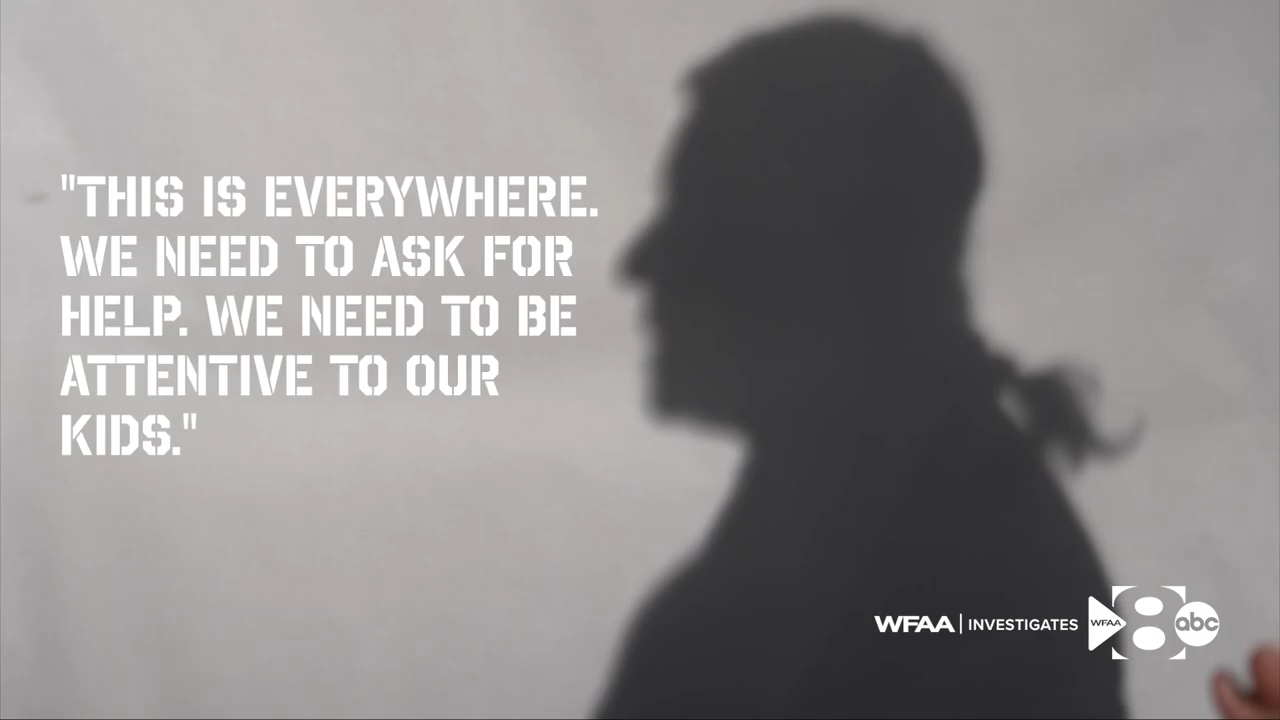 "THIS IS EVERYWHERE.
WE NEED TO ASK FOR
HELP. WE NEED TO BE
ATTENTIVE TO OUR
KIDS."
WFAA | INVESTIGATES
WFAA 8 abc